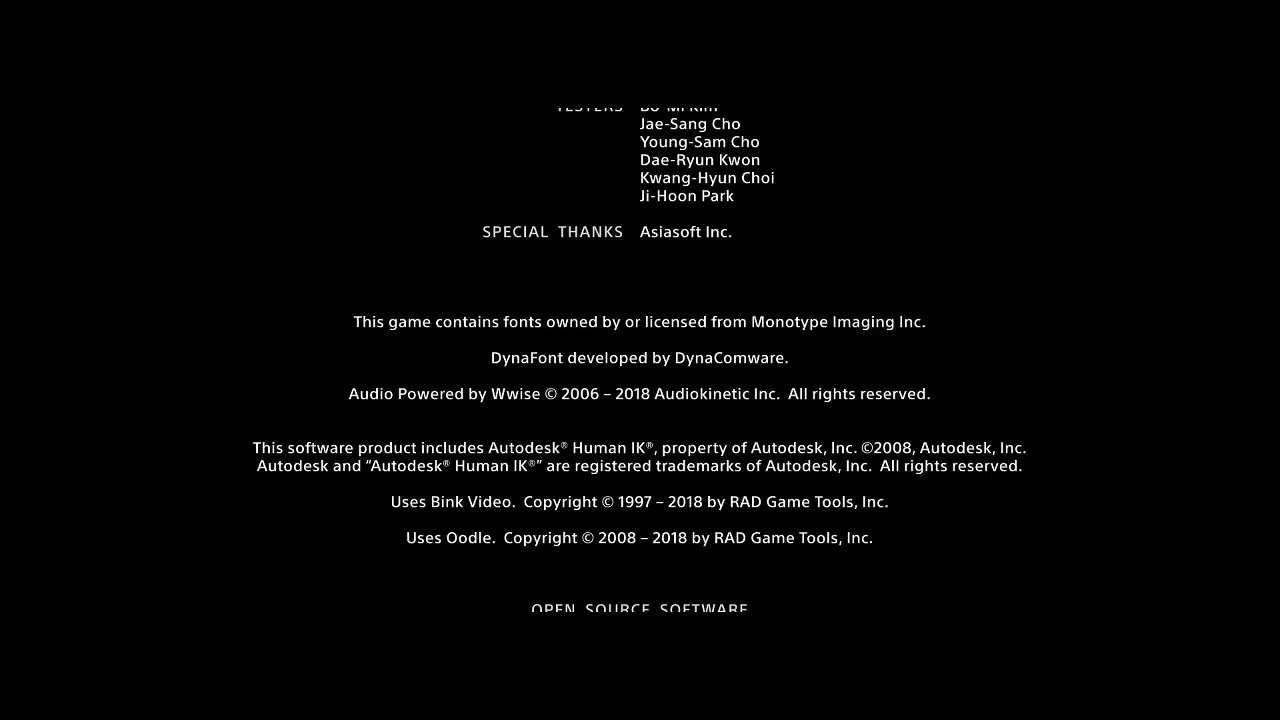 TESTERS Bo-Mi Kim
Jae-Sang Cho
Young-Sam Cho
Dae-Ryun Kwon
Kwang-Hyun Choi
Ji-Hoon Park
SPECIAL THANKS Asiasoft Inc.
This game contains fonts owned by or licensed from Monotype Imaging Inc.
DynaFont developed by DynaComware.
Audio Powered by Wwise © 2006 – 2018 Audiokinetic Inc. All rights reserved.
This software product includes Autodesk® Human IK®, property of Autodesk, Inc. ©2008, Autodesk, Inc.
Autodesk and “Autodesk® Human IK®” are registered trademarks of Autodesk, Inc. All rights reserved.
Uses Bink Video. Copyright © 1997 – 2018 by RAD Game Tools, Inc.
Uses Oodle. Copyright © 2008 – 2018 by RAD Game Tools, Inc.
OPEN SOURCE SOFTWARE